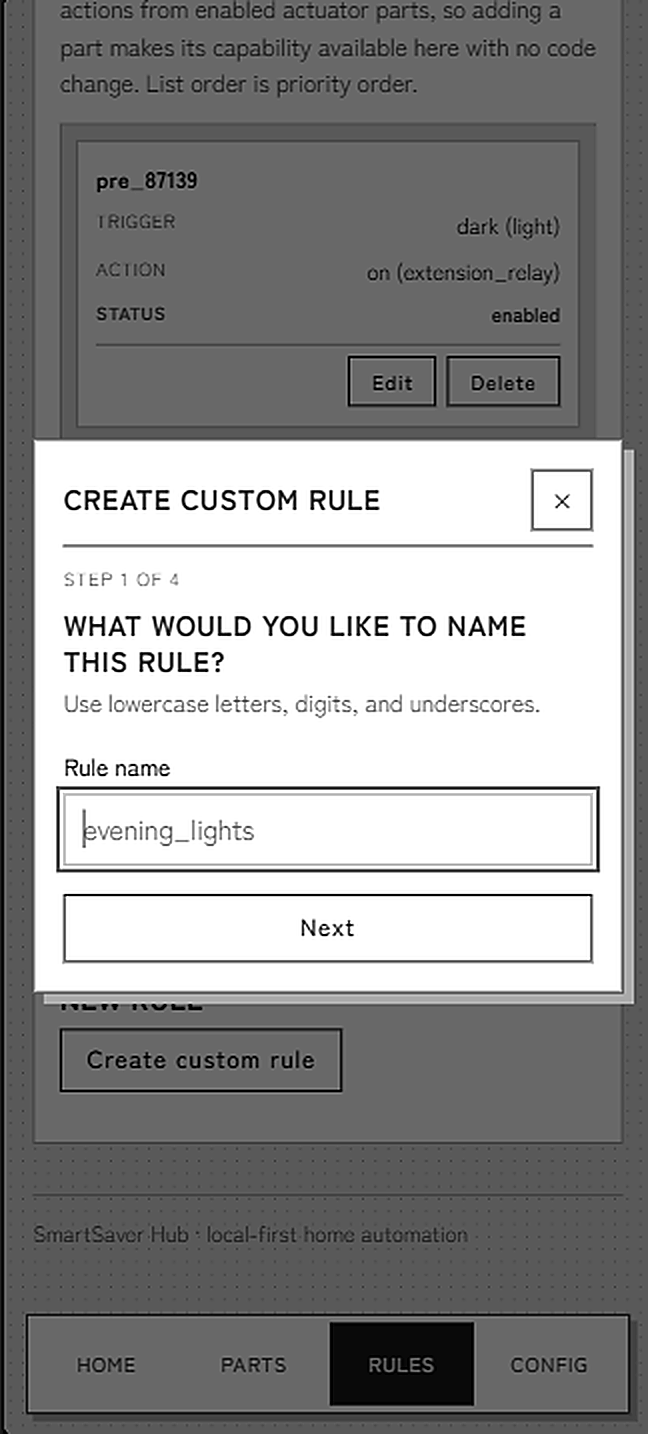 actions from enabled actuator parts, so adding a
part makes its capability available here with no code
change. List order is priority order.
pre_87139
TRIGGER dark (light)
ACTION on (extension_relay)
STATUS enabled
Edit Delete
CREATE CUSTOM RULE ×
STEP 1 OF 4
WHAT WOULD YOU LIKE TO NAME
THIS RULE?
Use lowercase letters, digits, and underscores.
Rule name
evening_lights
Next
NEW RULE
Create custom rule
SmartSaver Hub · local-first home automation
HOME PARTS RULES CONFIG